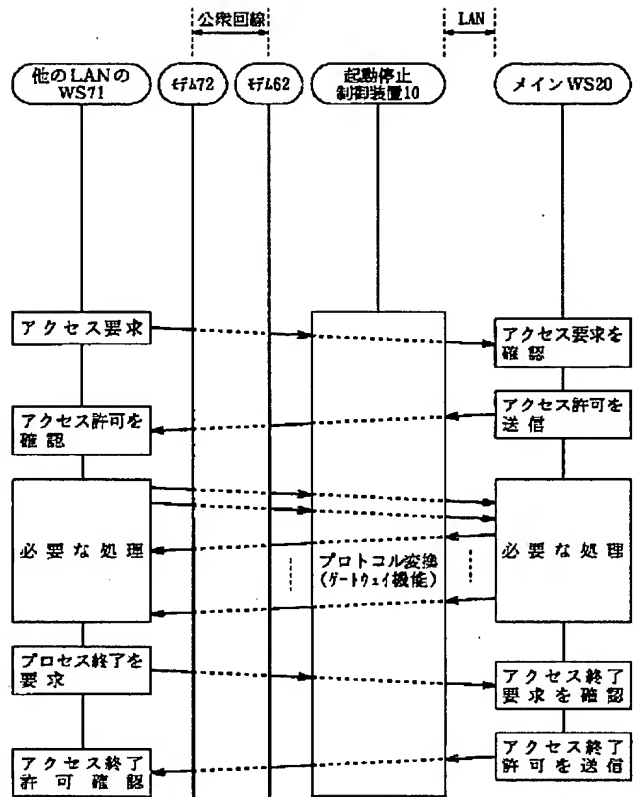 公衆回線
LAN
他のLANの
WS71
モデム72
モデム62
起動停止
制御装置10
メインWS20
アクセス要求
アクセス要求を
確認
アクセス許可を
確認
アクセス許可を
送信
必要な処理
プロトコル変換
(ゲートウェイ機能)
必要な処理
プロセス終了を
要求
アクセス終了
要求を確認
アクセス終了
許可確認
アクセス終了
許可を送信